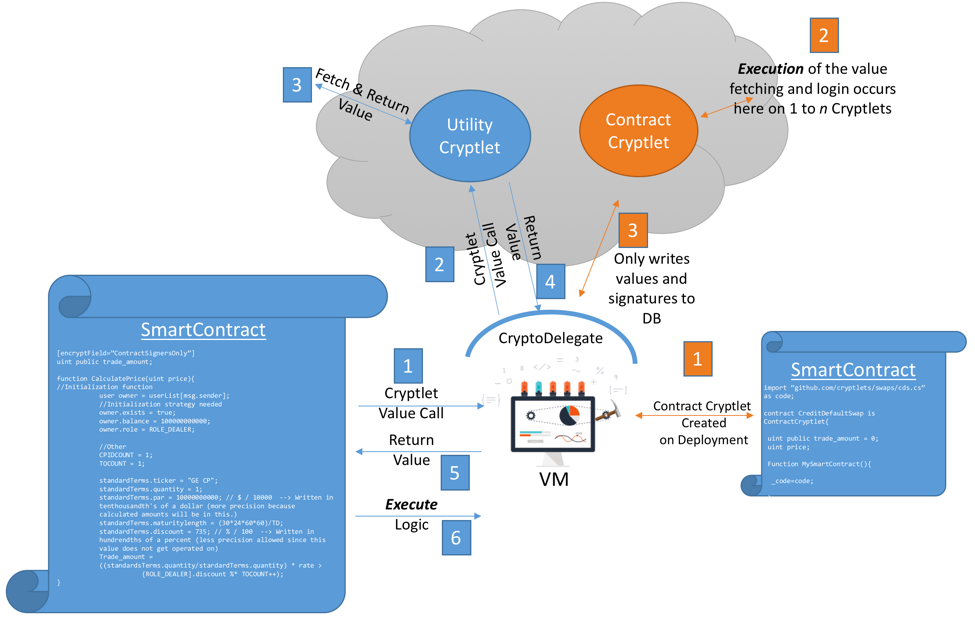 2
Execution of the value
fetching and login occurs
here on 1 to n Cryptlets
3
Fetch & Return
Value
Utility
Cryptlet
Contract
Cryptlet
2
Cryptlet
Value Call
Return
Value
4
3
Only writes
values and
signatures to
DB
CryptoDelegate
VM
1
Cryptlet
Value Call
Return
Value
5
Execute
Logic
6
1
Contract Cryptlet
Created
on Deployment
SmartContract
[encryptField="ContractSignersOnly"]
uint public trade_amount;
function CalculatePrice(uint price){
//Initialization function
user owner = userList[msg.sender];
//Initialization strategy needed
owner.exists = true;
owner.balance = 100000000000;
owner.role = ROLE_DEALER;
//Other
CPIDCOUNT = 1;
TOCOUNT = 1;
standardTerms.ticker = "GE CP";
standardTerms.quantity = 1;
standardTerms.par = 10000000000; // $ / 10000 --> Written in
tenthousandth's of a dollar (more precision because
calculated amounts will be in this.)
standardTerms.maturitylength = (30*24*60*60)/TD;
standardTerms.discount = 735; // % / 100 --> Written in
hundrendths of a percent (less precision allowed since this
value does not get operated on)
Trade_amount =
((standardsTerms.quantity/stardardTerms.quantity) * rate >
(ROLE_DEALER].discount %* TOCOUNT++);
}
SmartContract
import "github.com/cryptlets/swaps/cds.cs"
as code;
contract CreditDefaultSwap is
ContractCryptlet{
uint public trade_amount = 0;
uint price;
Function MySmartContract(){
_code=code;